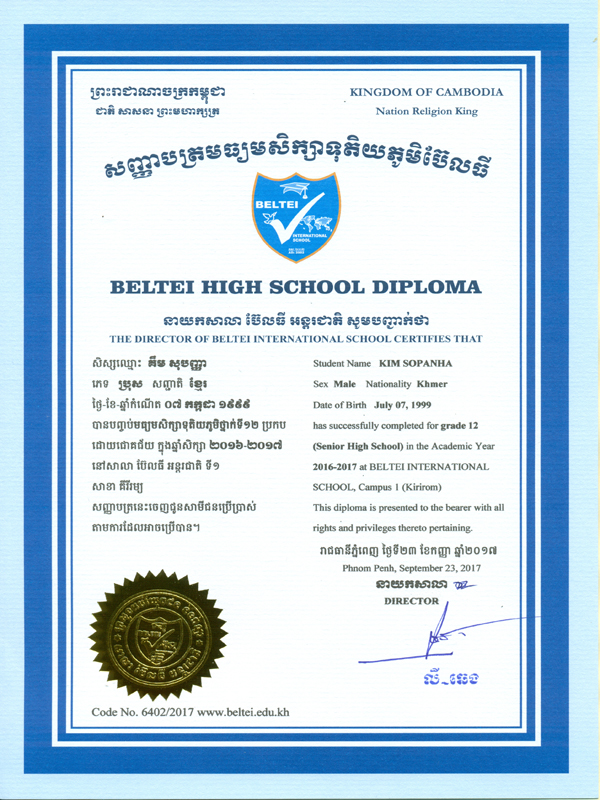 ព្រះរាជាណាចក្រកម្ពុជា
ជាតិ សាសនា ព្រះមហាក្សត្រ
KINGDOM OF CAMBODIA
Nation Religion King
សញ្ញាបត្រមធ្យមសិក្សាទុតិយភូមិប៊ែលធី
BELTEI
INTERNATIONAL
SCHOOL
BELTEI HIGH SCHOOL DIPLOMA
នាយកសាលា ប៊ែលធី អន្តរជាតិ សូមបញ្ជាក់ថា
THE DIRECTOR OF BELTEI INTERNATIONAL SCHOOL CERTIFIES THAT
សិស្សឈ្មោះ គឹម សុបញ្ញា
ភេទ ប្រុស សញ្ជាតិ ខ្មែរ
ថ្ងៃ-ខែ-ឆ្នាំកំណើត ០៧ កក្កដា ១៩៩៩
បានបញ្ចប់មធ្យមសិក្សាទុតិយភូមិថ្នាក់ទី១២ ប្រកប
ដោយជោគជ័យ ក្នុងឆ្នាំសិក្សា ២០១៦-២០១៧
នៅសាលា ប៊ែលធី អន្តរជាតិ ទី១
សាខា គីរីរម្យ
សញ្ញាបត្រនេះចេញជូនសាមីជនប្រើប្រាស់
តាមការដែលអាចប្រើបាន។
Student Name KIM SOPANHA
Sex Male Nationality Khmer
Date of Birth July 07, 1999
has successfully completed for grade 12
(Senior High School) in the Academic Year
2016-2017 at BELTEI INTERNATIONAL
SCHOOL, Campus 1 (Kirirom)
This diploma is presented to the bearer with all
rights and privileges thereto pertaining.
រាជធានីភ្នំពេញ ថ្ងៃទី២៣ ខែកញ្ញា ឆ្នាំ២០១៧
Phnom Penh, September 23, 2017
នាយកសាលា
DIRECTOR
លី ឆេង
Code No. 6402/2017 www.beltei.edu.kh